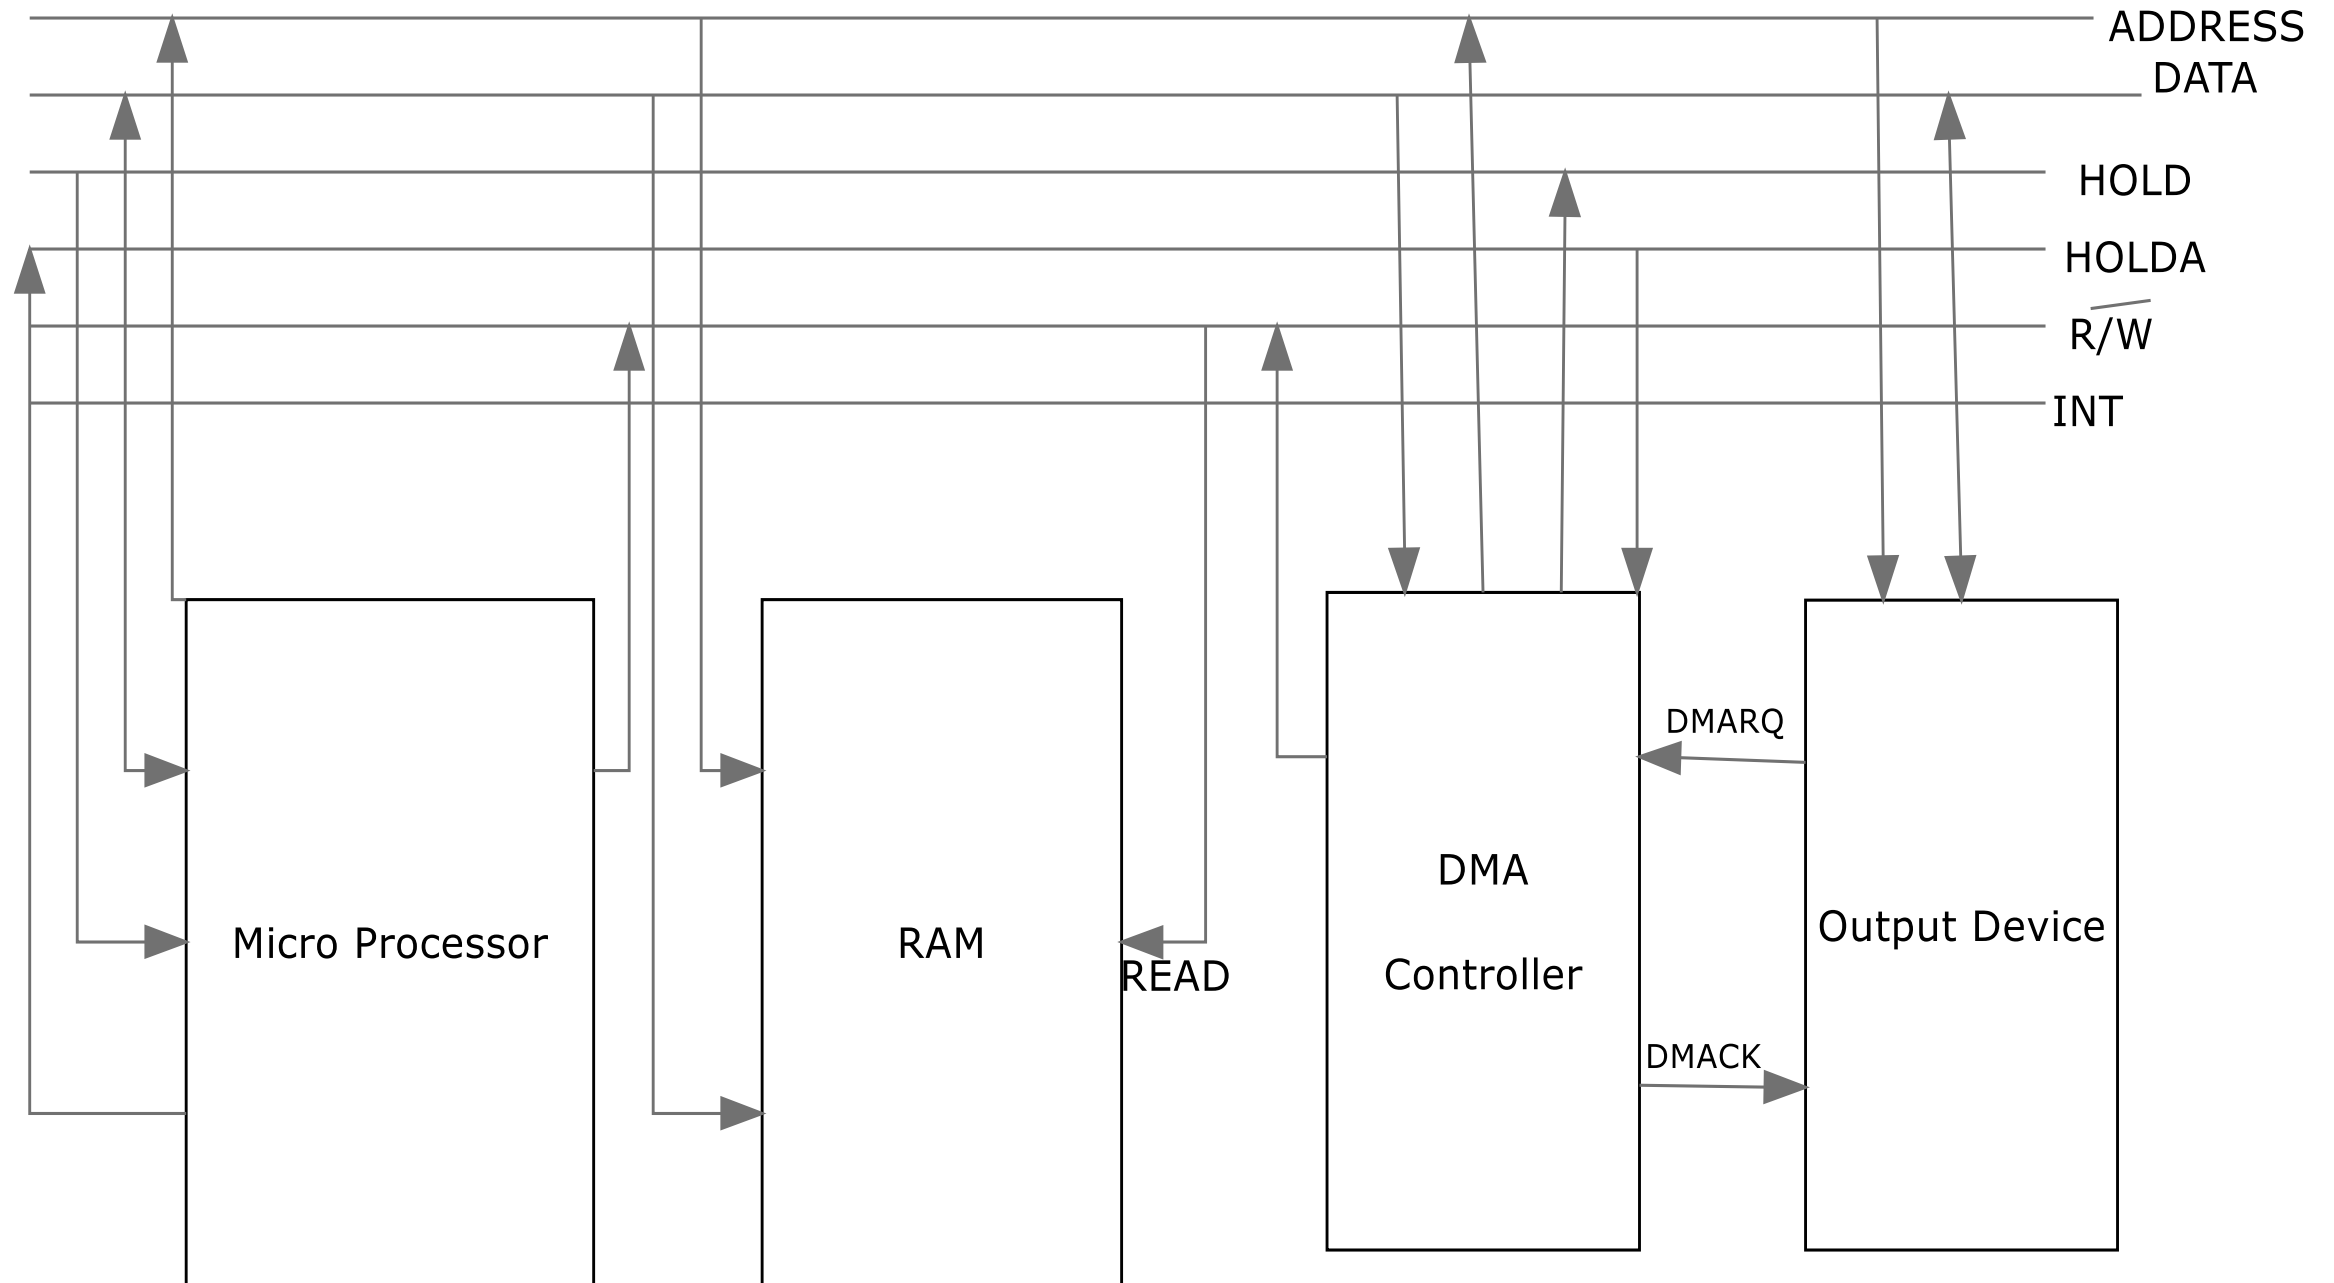 ADDRESS
DATA
HOLD
HOLDA
R/W
INT
DMARQ
DMA
Controller
Output Device
Micro Processor
RAM
READ
DMACK